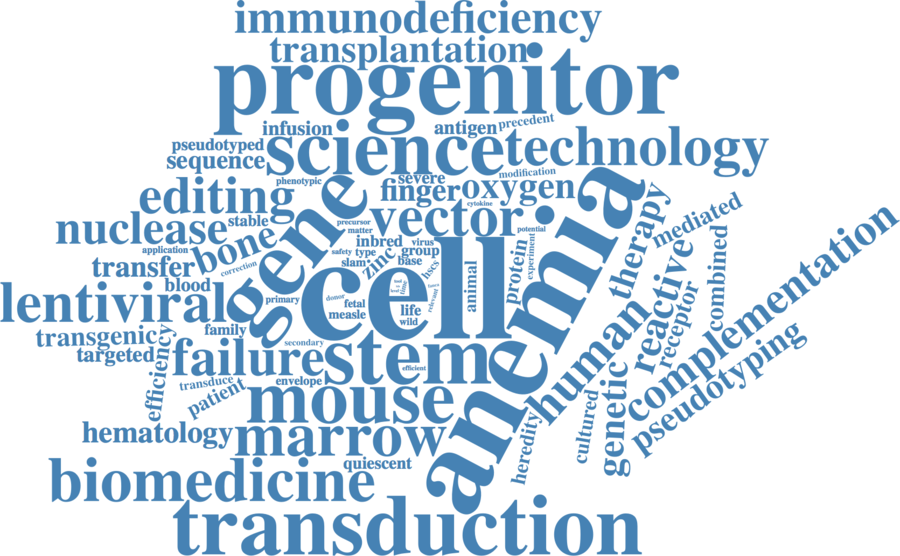 immunodeficiency
transplantation
progenitor
infusion
antigen
precedent
pseudotyped
science
technology
sequence
phenotypic
severe
modification
editing
finger
oxygen
cytokine
gene
vector
anemia
nuclease
stable
precursor
matter
potential
therapy
mediated
bone
inbred
virus
application
safety
type
group
experiment
transfer
correction
slam
zinc
base
hscs
protein
cell
animal
blood
reactive
combined
complementation
lentiviral
primary
donor
fetal
time
relevant
life
receptor
measle
wild
transgenic
family
human
targeted
efficiency
failure
secondary
stem
efficient
pseudotyping
transduce
envelope
patient
mouse
genetic
cultured
heredity
hematology
marrow
biomedicine
quiescent
transduction